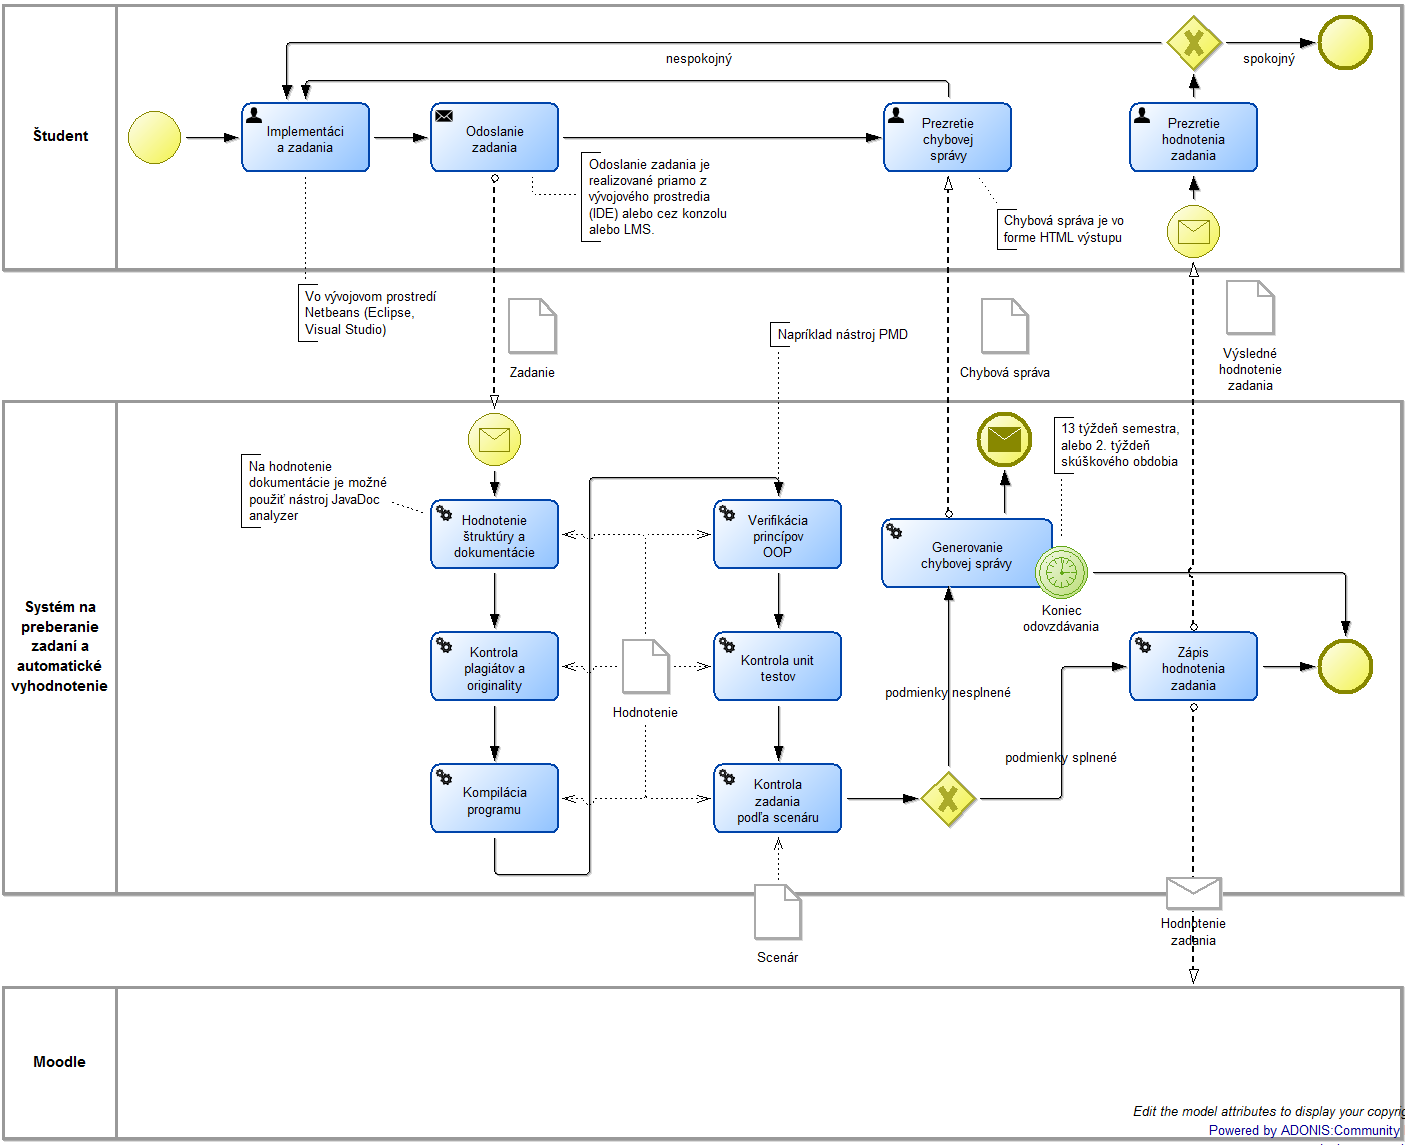 nespokojný
spokojný
Študent
Implementáci
a zadania
Odoslanie
zadania
Prezretie
chybovej
správy
Prezretie
hodnotenia
zadania
Odoslanie zadania je
realizované priamo z
vývojového prostredia
(IDE) alebo cez konzolu
alebo LMS.
Chybová správa je vo
forme HTML výstupu
Vo vývojovom prostredí
Netbeans (Eclipse,
Visual Studio)
Zadanie
Napríklad nástroj PMD
Chybová správa
Výsledné
hodnotenie
zadania
Systém na
preberanie
zadaní a
automatické
vyhodnotenie
Na hodnotenie
dokumentácie je možné
použiť nástroj JavaDoc
analyzer
13 týždeň semestra,
alebo 2. týždeň
skúškového obdobia
Hodnotenie
štruktúry a
dokumentácie
Verifikácia
princípov
OOP
Generovanie
chybovej správy
Koniec
odovzdávania
Kontrola
plagiátov a
originality
Hodnotenie
Kontrola unit
testov
Zápis
hodnotenia
zadania
podmienky nesplnené
podmienky splnené
Kompilácia
programu
Kontrola
zadania
podľa scenáru
Scenár
Hodnotenie
zadania
Moodle
Edit the model attributes to display your copyrig
Powered by ADONIS:Community